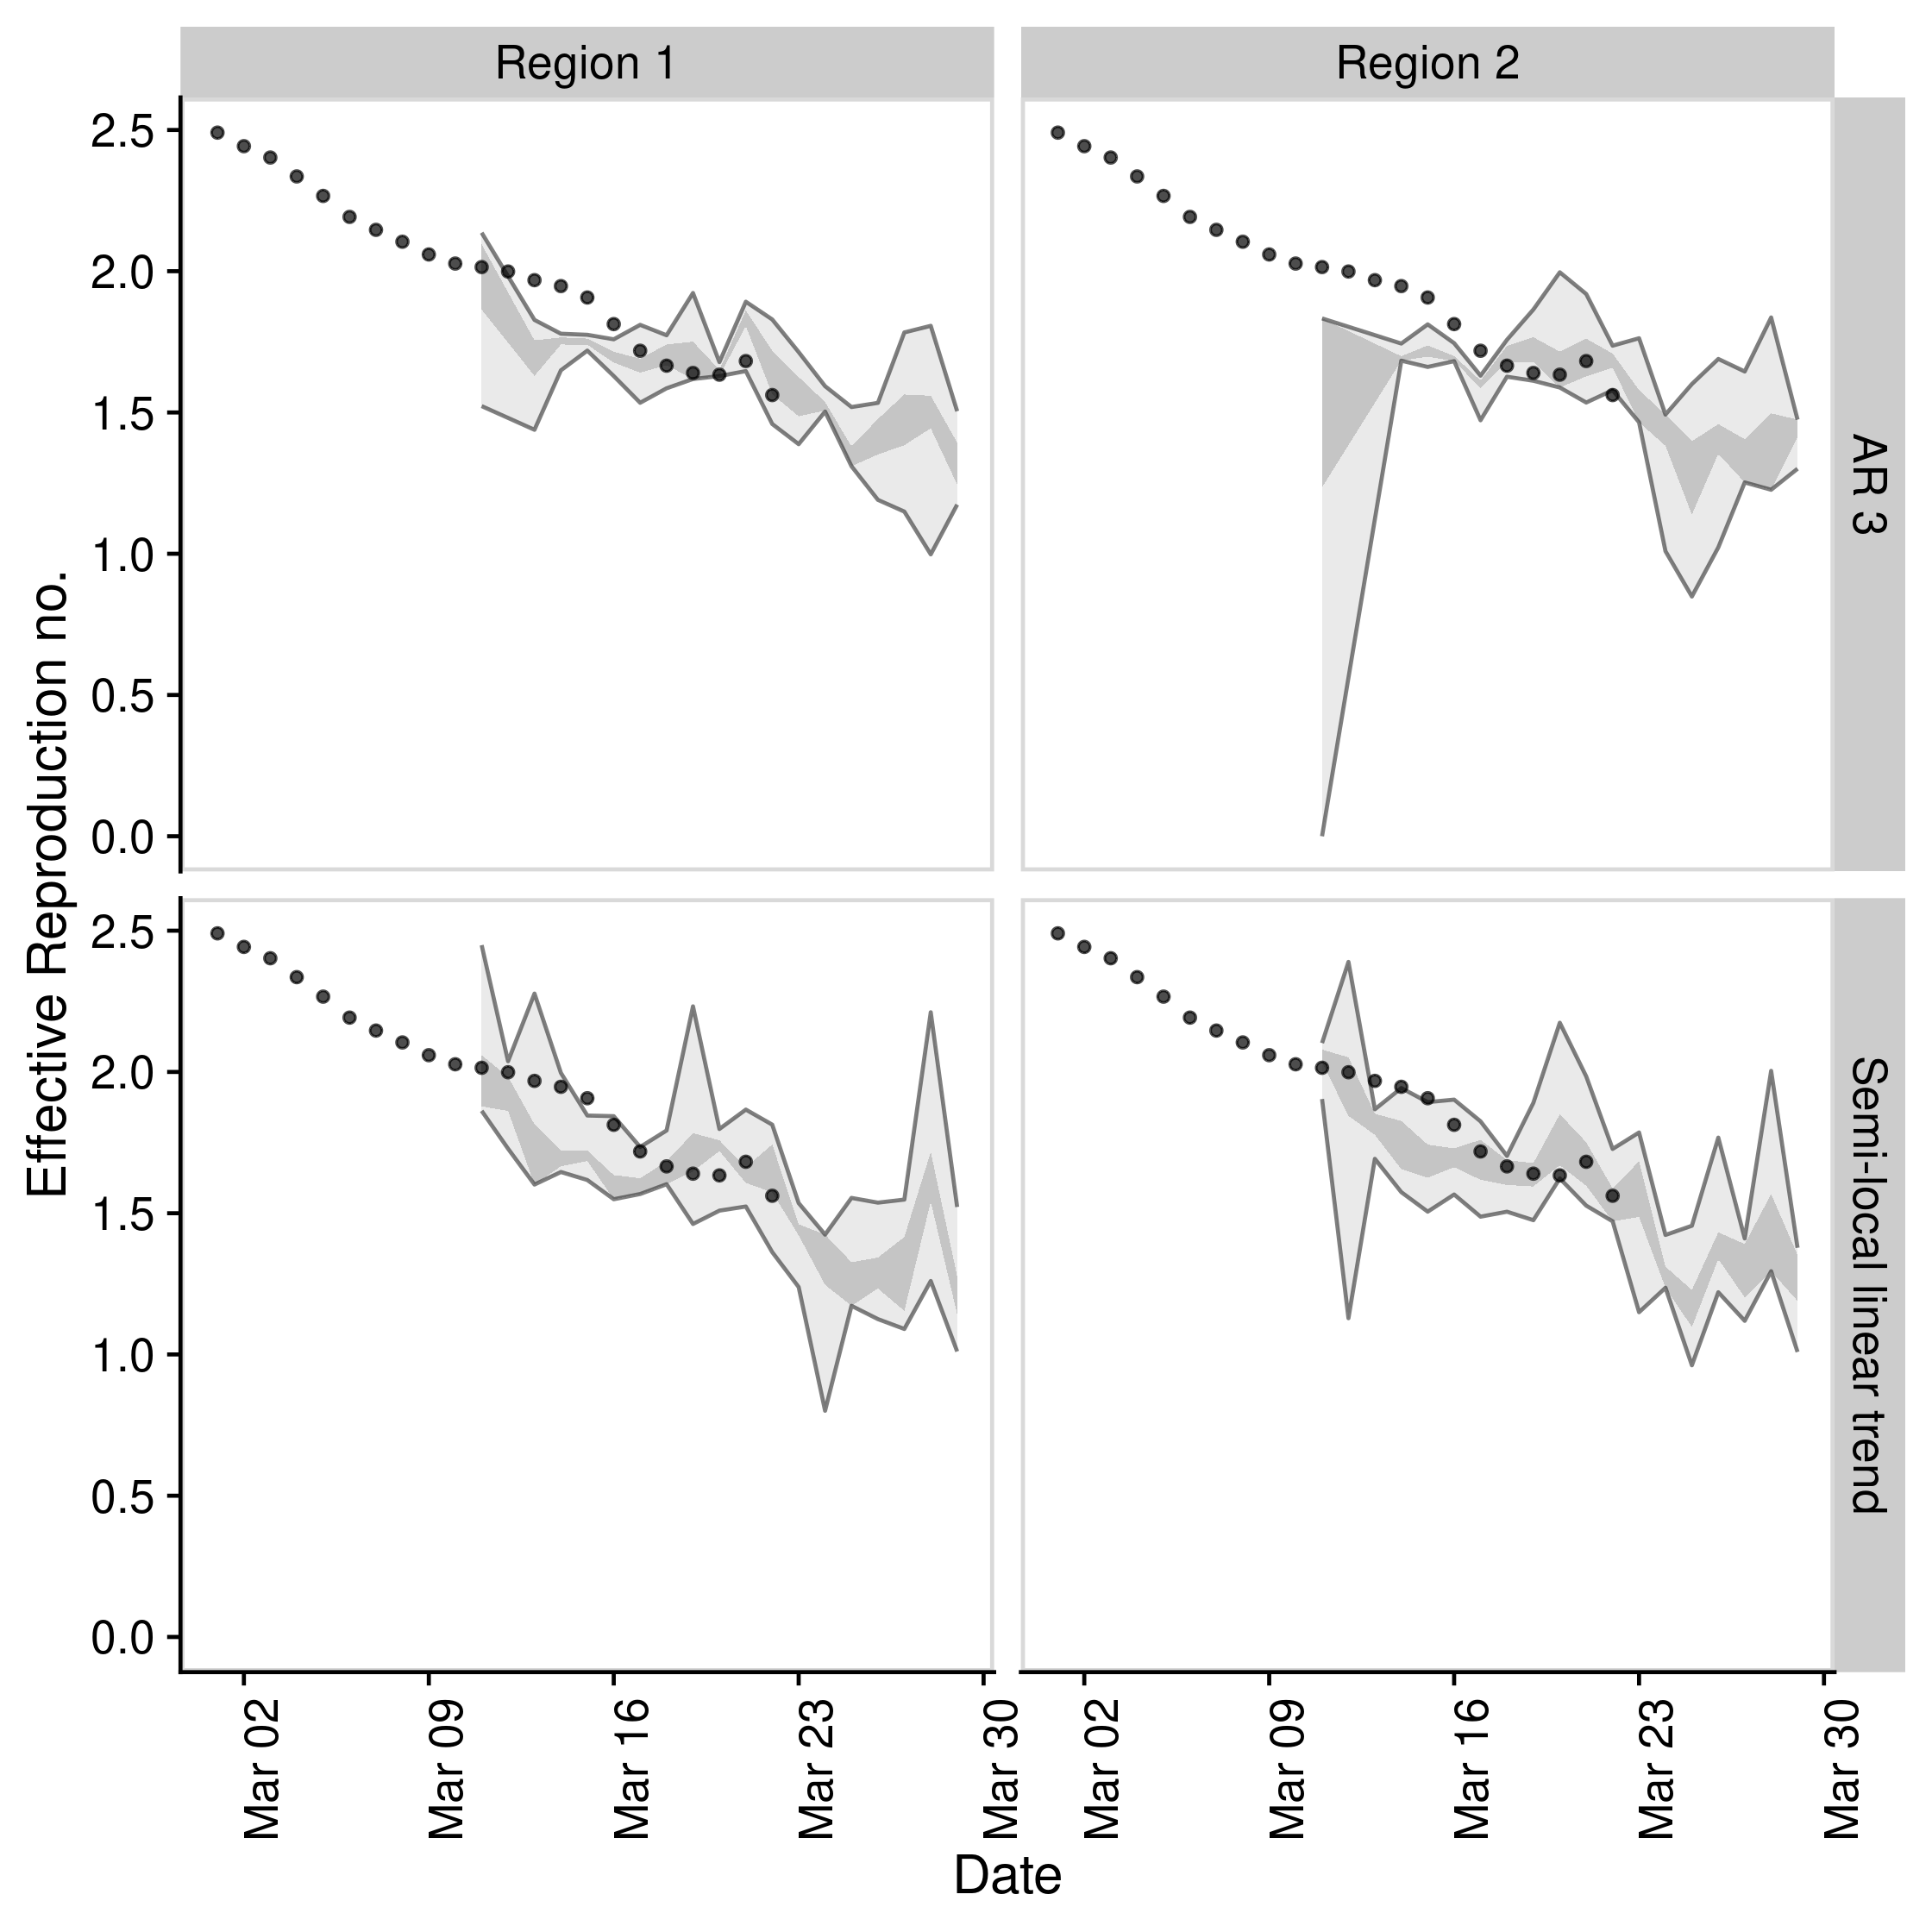 Region 1
Region 2
2.5
2.0
1.5
1.0
0.5
0.0
AR 3
Effective Reproduction no.
2.5
2.0
1.5
1.0
0.5
0.0
Semi-local linear trend
Mar 02
Mar 09
Mar 16
Mar 23
Mar 30
Mar 02
Mar 09
Mar 16
Mar 23
Mar 30
Date